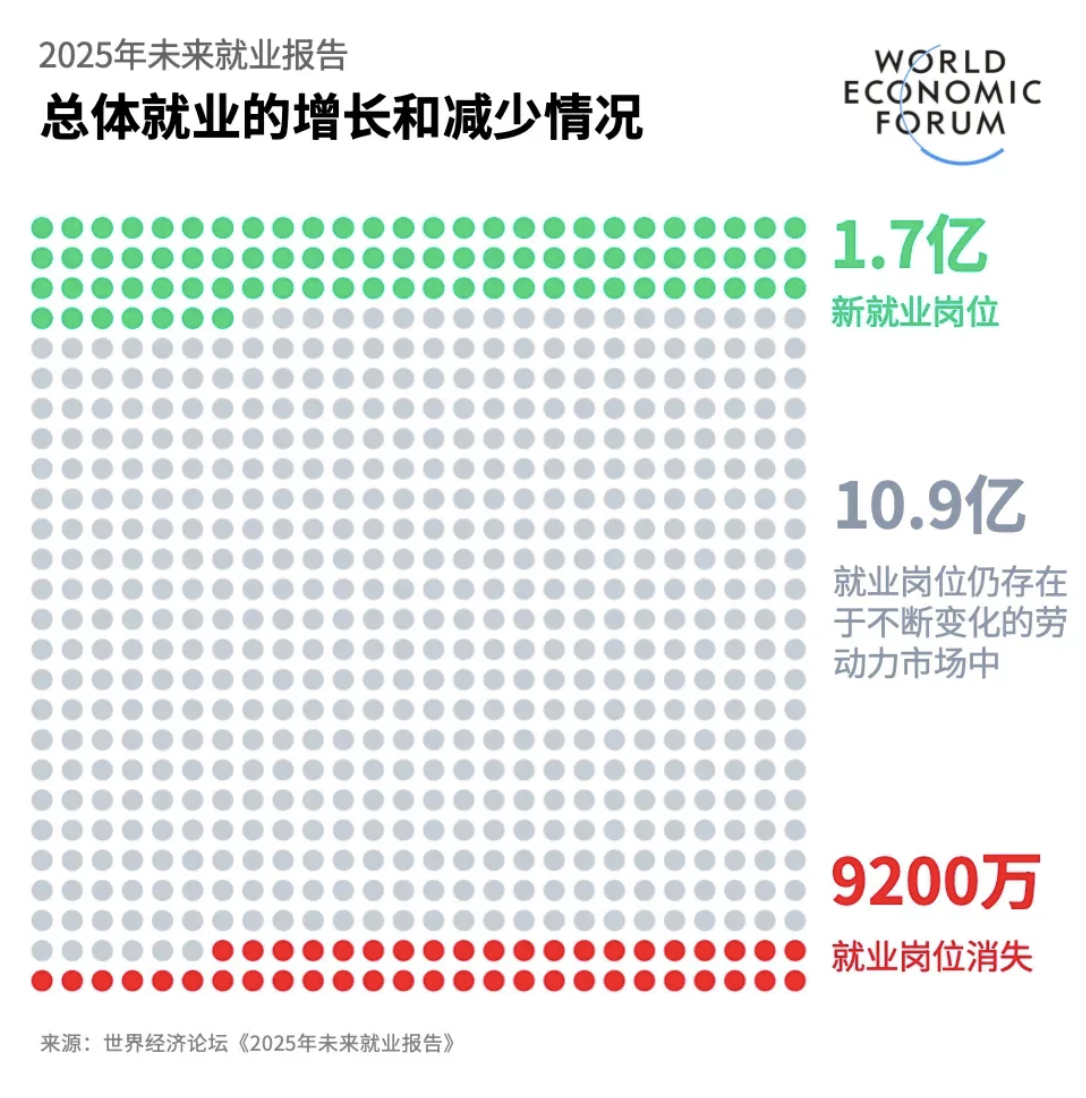 2025年未来就业报告
总体就业的增长和减少情况
WORLD
ECONOMIC
FORUM
1.7亿
新就业岗位
10.9亿
就业岗位仍存在
于不断变化的劳
动力市场中
9200万
就业岗位消失
来源：世界经济论坛《2025年未来就业报告》